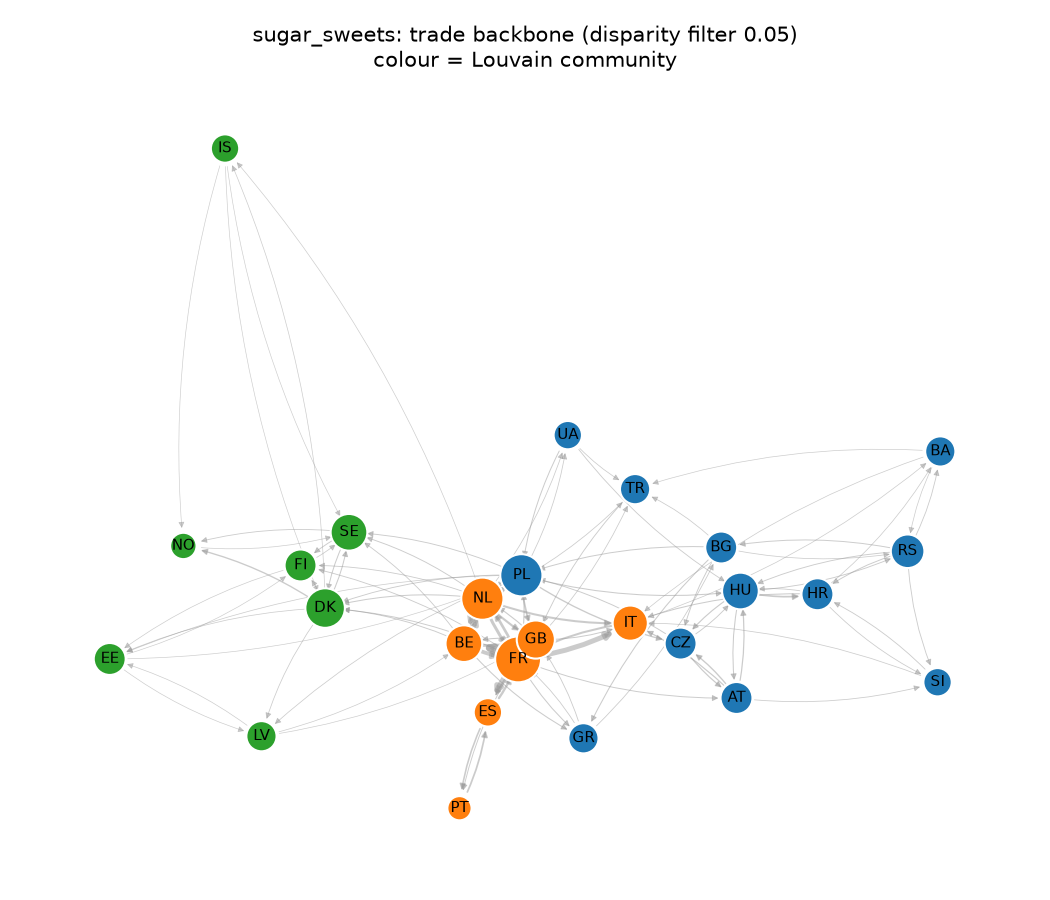 sugar_sweets: trade backbone (disparity filter 0.05)
colour = Louvain community
IS
UA
BA
TR
SE
NO
BG
RS
FI
PL
HU
HR
NL
DK
IT
GB
BE
CZ
FR
EE
SI
AT
ES
LV
GR
PT